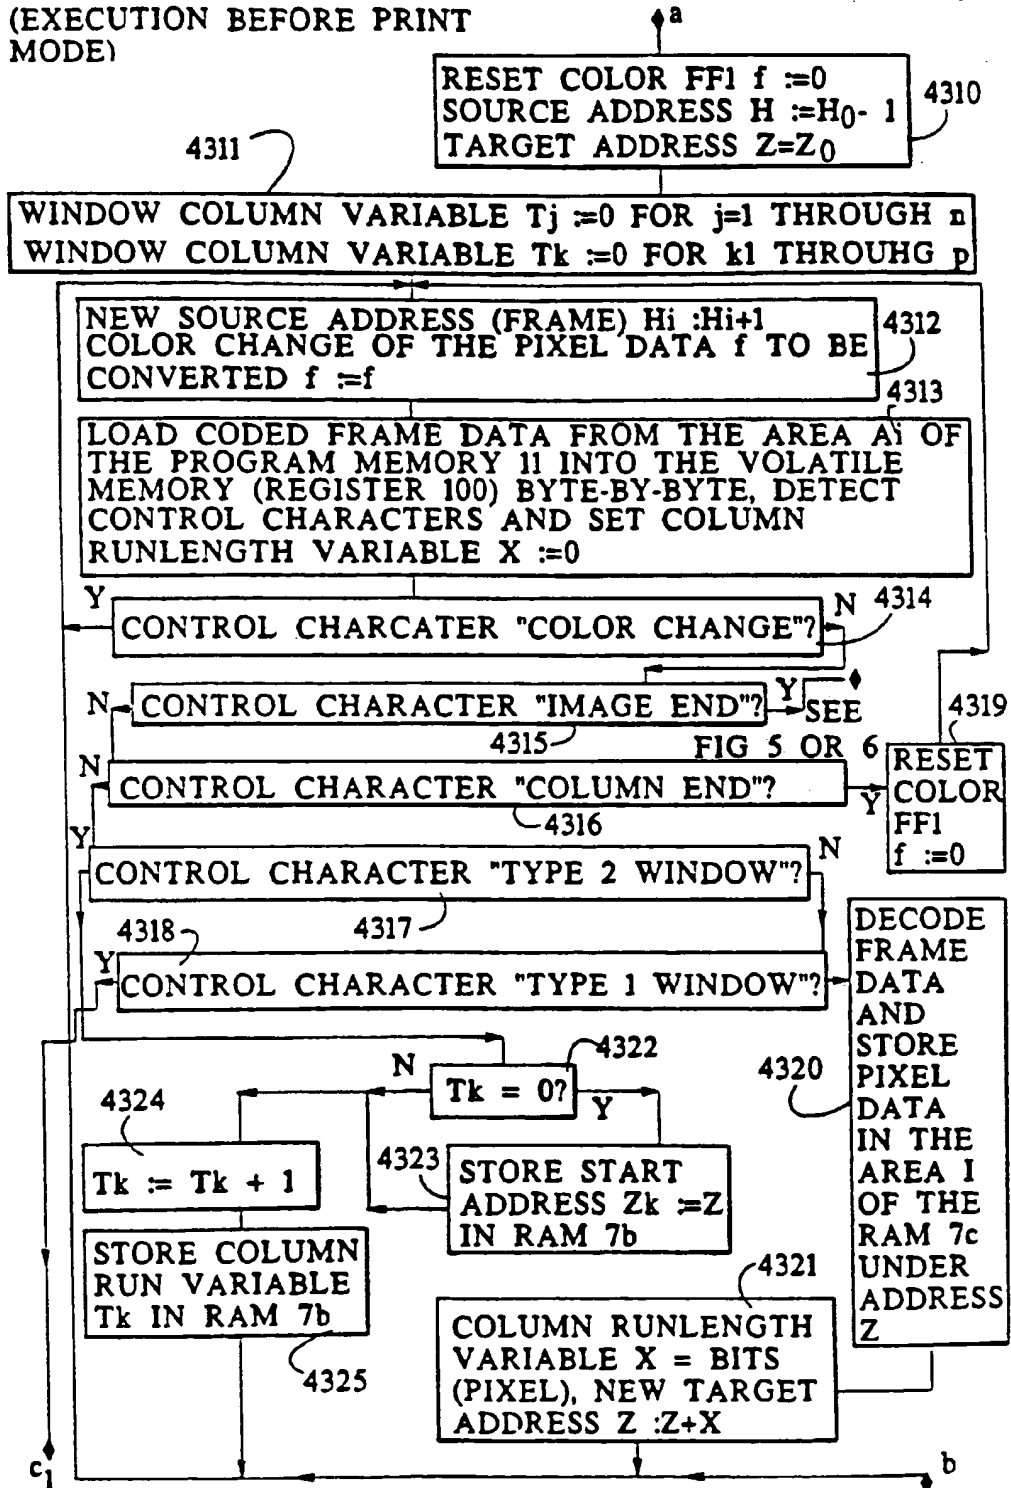 (EXECUTION BEFORE PRINT
MODE)
a
RESET COLOR FF1 f :=0
SOURCE ADDRESS H :=H0- 1
TARGET ADDRESS Z=Z0
4310
4311
WINDOW COLUMN VARIABLE Tj :=0 FOR j=1 THROUGH n
WINDOW COLUMN VARIABLE Tk :=0 FOR k1 THROUHG p
NEW SOURCE ADDRESS (FRAME) Hi :Hi+1
COLOR CHANGE OF THE PIXEL DATA f TO BE
CONVERTED f :=f
4312
4313
LOAD CODED FRAME DATA FROM THE AREA Ai OF
THE PROGRAM MEMORY 11 INTO THE VOLATILE
MEMORY (REGISTER 100) BYTE-BY-BYTE, DETECT
CONTROL CHARACTERS AND SET COLUMN
RUNLENGTH VARIABLE X :=0
Y
N
4314
CONTROL CHARCATER "COLOR CHANGE"?
N
CONTROL CHARACTER "IMAGE END"?
Y
SEE
FIG 5 OR 6
4315
4319
N
CONTROL CHARACTER "COLUMN END"?
Y
4316
RESET
COLOR
FF1
f :=0
Y
CONTROL CHARACTER "TYPE 2 WINDOW"?
N
4317
4318
Y
CONTROL CHARACTER "TYPE 1 WINDOW"?
DECODE
FRAME
DATA
AND
STORE
PIXEL
DATA
IN THE
AREA I
OF THE
RAM 7c
UNDER
ADDRESS
Z
4320
4322
N
Tk = 0?
Y
4324
Tk := Tk + 1
4323
STORE START
ADDRESS Zk :=Z
IN RAM 7b
STORE COLUMN
RUN VARIABLE
Tk IN RAM 7b
4325
4321
COLUMN RUNLENGTH
VARIABLE X = BITS
(PIXEL), NEW TARGET
ADDRESS Z :Z+X
c1
b